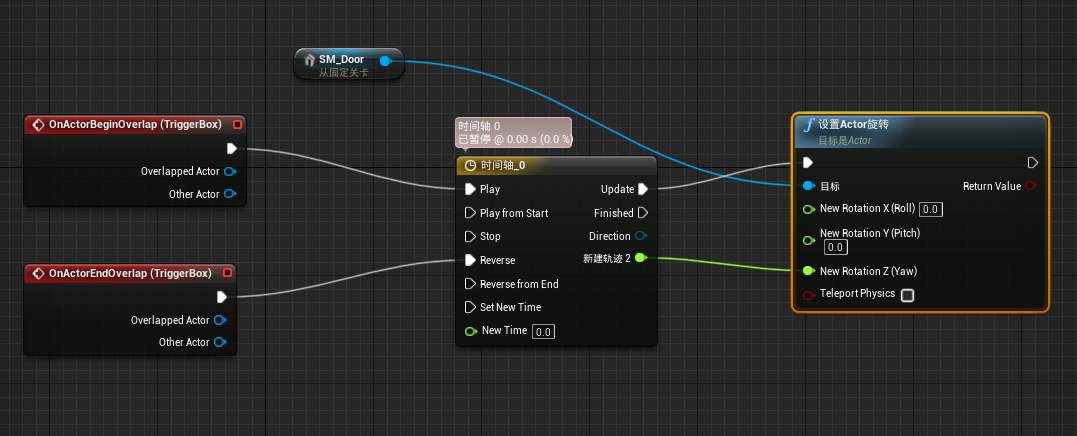 SM_Door
从固定关卡
OnActorBeginOverlap (TriggerBox)
Overlapped Actor
Other Actor
OnActorEndOverlap (TriggerBox)
Overlapped Actor
Other Actor
时间轴 0
已暂停 @ 0.00 s (0.0 %)
时间轴_0
Play
Update
Play from Start
Finished
Stop
Direction
Reverse
新建轨迹 2
Reverse from End
Set New Time
New Time 0.0
设置Actor旋转
目标是Actor
目标
Return Value
New Rotation X (Roll) 0.0
New Rotation Y (Pitch)
0.0
New Rotation Z (Yaw)
Teleport Physics